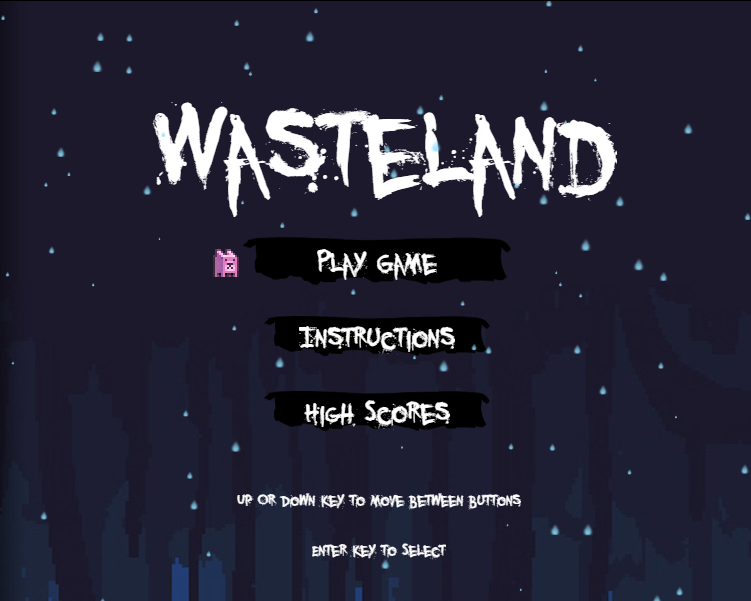 WASTELAND
PLAY GAME
INSTRUCTIONS
HIGH SCORES
UP OR DOWN KEY TO MOVE BETWEEN BUTTONS
ENTER KEY TO SELECT